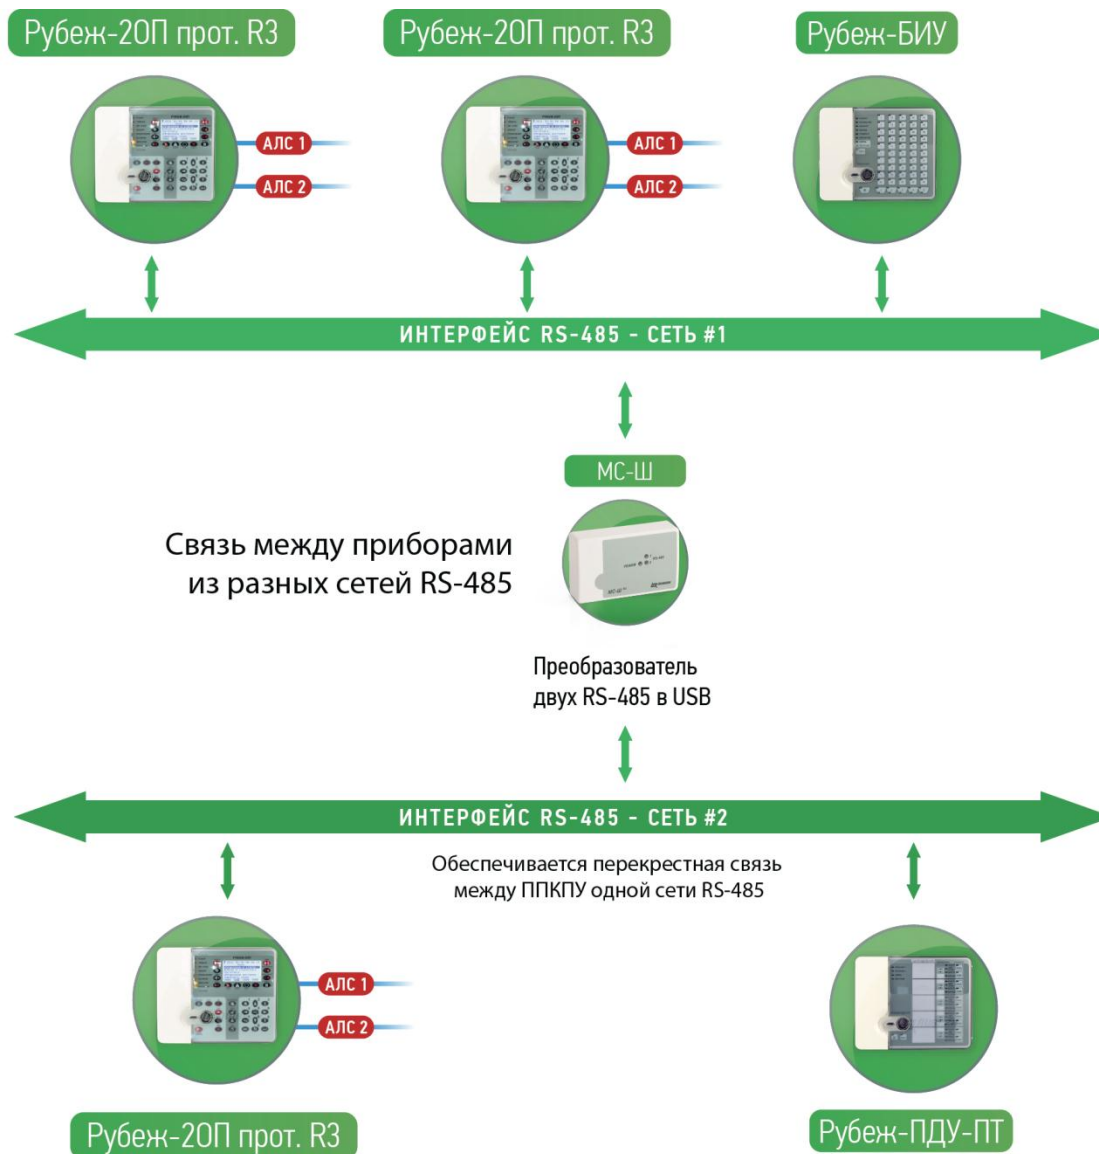 Рубеж-2ОП прот. R3
Рубеж-2ОП прот. R3
Рубеж-БИУ
АЛС 1
АЛС 2
АЛС 1
АЛС 2
ИНТЕРФЕЙС RS-485 - СЕТЬ #1
МС-Ш
Связь между приборами
из разных сетей RS-485
Преобразователь
двух RS-485 в USB
ИНТЕРФЕЙС RS-485 - СЕТЬ #2
Обеспечивается перекрестная связь
между ППКПУ одной сети RS-485
АЛС 1
АЛС 2
Рубеж-2ОП прот. R3
Рубеж-ПДУ-ПТ